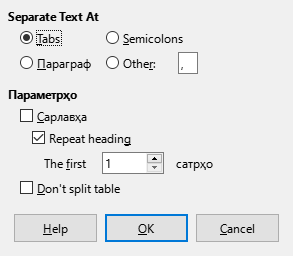 Separate Text At
Tabs Semicolons
Параграф Other: ,
Параметрҳо
Сарлавҳа
Repeat heading
The first 1 сатрҳо
Don't split table
Help OK Cancel